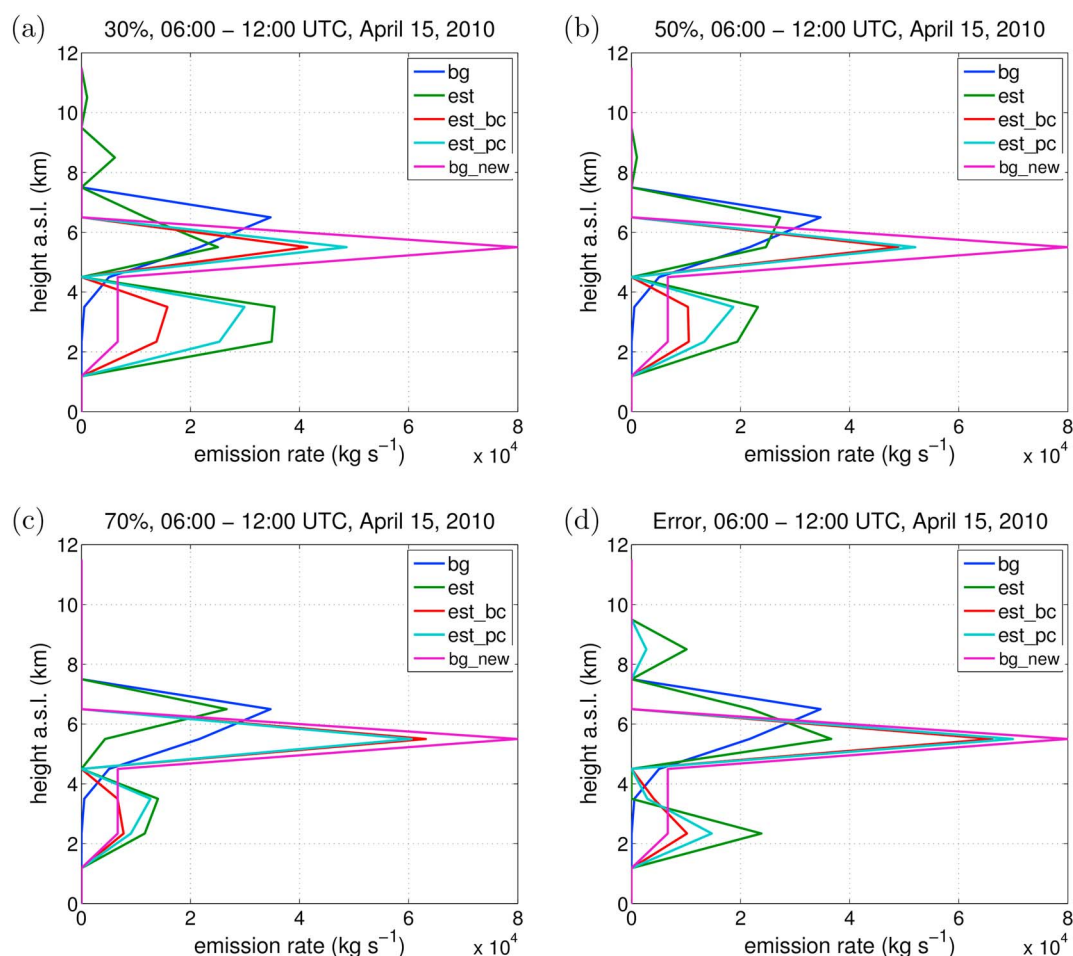 (a) 30%, 06:00 − 12:00 UTC, April 15, 2010
12
10
8
6
4
2
0
height a.s.l. (km)
bg
est
est_bc
est_pc
bg_new
0 2 4 6 8
emission rate (kg s⁻¹) x 10⁴
(b) 50%, 06:00 − 12:00 UTC, April 15, 2010
12
10
8
6
4
2
0
height a.s.l. (km)
bg
est
est_bc
est_pc
bg_new
0 2 4 6 8
emission rate (kg s⁻¹) x 10⁴
(c) 70%, 06:00 − 12:00 UTC, April 15, 2010
12
10
8
6
4
2
0
height a.s.l. (km)
bg
est
est_bc
est_pc
bg_new
0 2 4 6 8
emission rate (kg s⁻¹) x 10⁴
(d) Error, 06:00 − 12:00 UTC, April 15, 2010
12
10
8
6
4
2
0
height a.s.l. (km)
bg
est
est_bc
est_pc
bg_new
0 2 4 6 8
emission rate (kg s⁻¹) x 10⁴